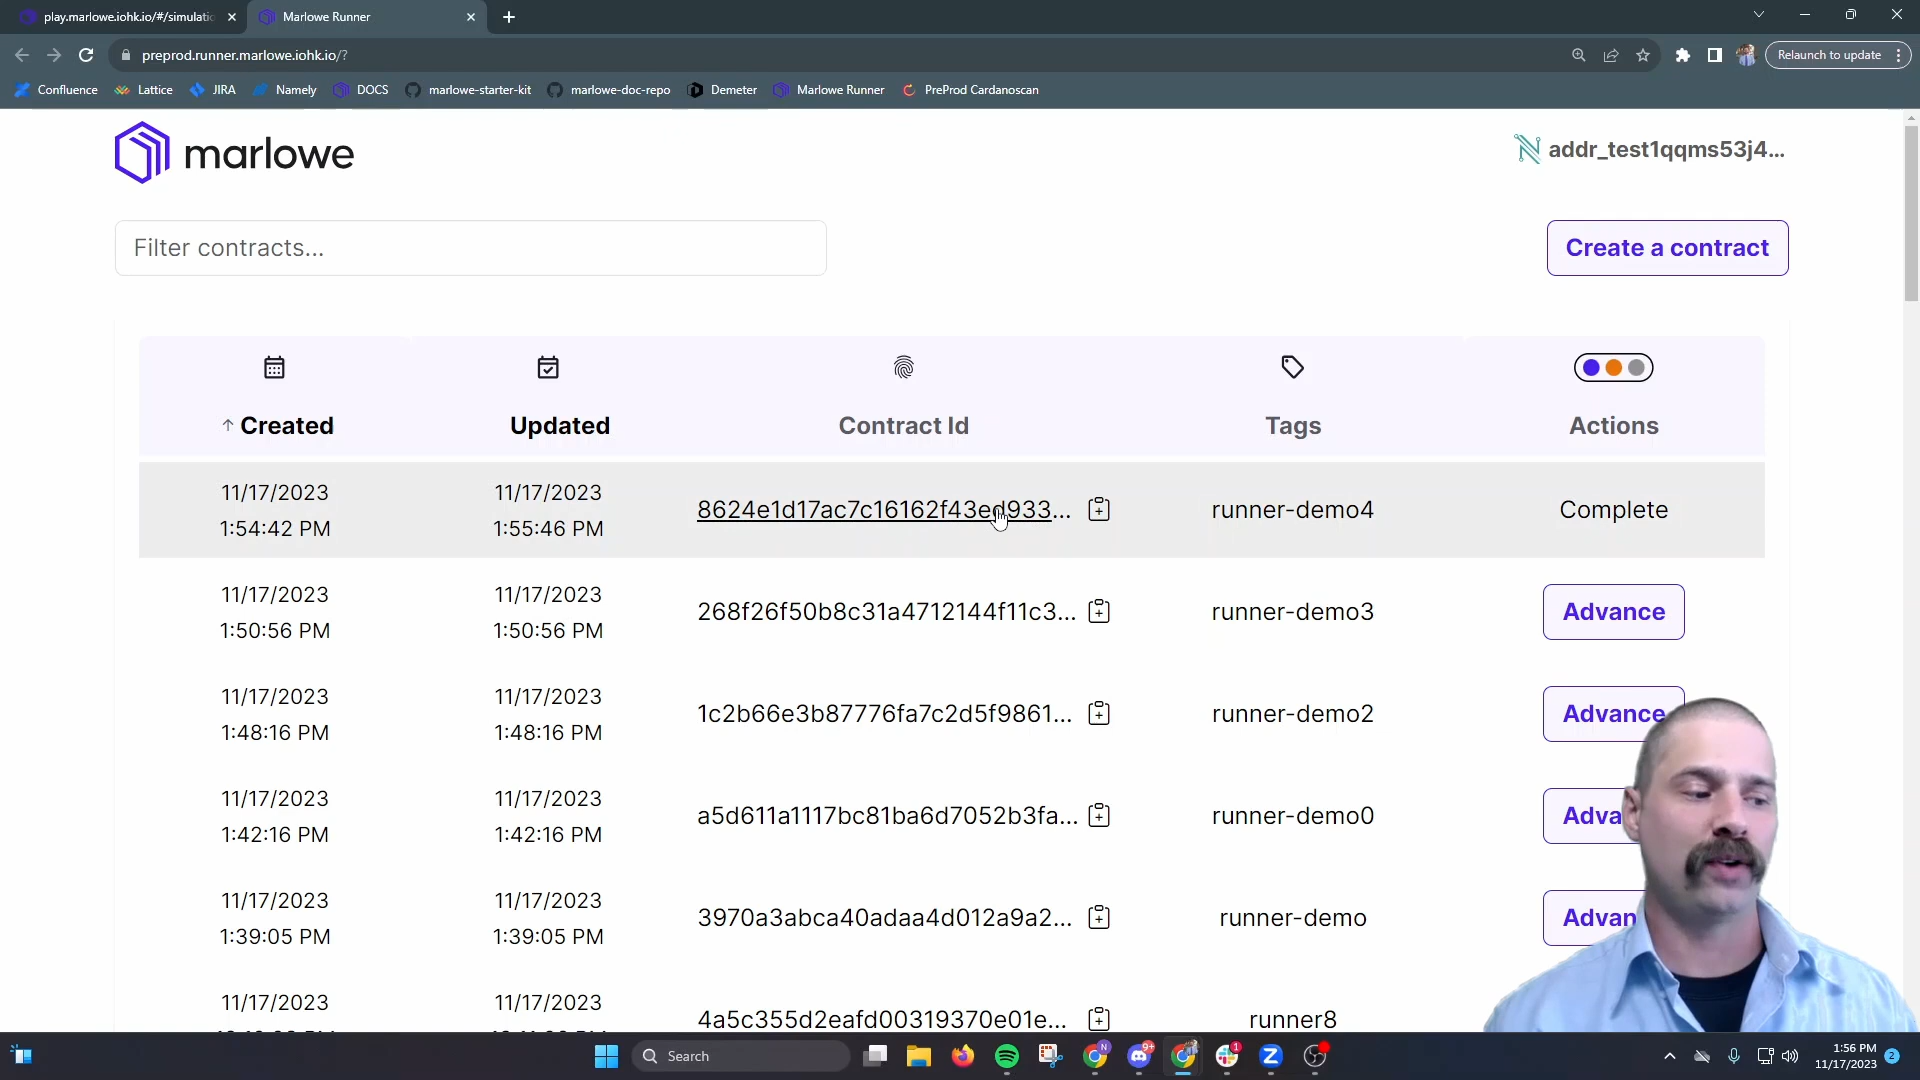 play.marlowe.iohk.io/#/simulatio
Marlowe Runner
preprod.runner.marlowe.iohk.io/?
Relaunch to update
Confluence
Lattice
JIRA
Namely
DOCS
marlowe-starter-kit
marlowe-doc-repo
Demeter
Marlowe Runner
PreProd Cardanoscan
marlowe
addr_test1qqms53j4...
Filter contracts...
Create a contract
↑ Created
Updated
Contract Id
Tags
Actions
11/17/2023
1:54:42 PM
11/17/2023
1:55:46 PM
8624e1d17ac7c16162f43ed933...
runner-demo4
Complete
11/17/2023
1:50:56 PM
11/17/2023
1:50:56 PM
268f26f50b8c31a4712144f11c3...
runner-demo3
Advance
11/17/2023
1:48:16 PM
11/17/2023
1:48:16 PM
1c2b66e3b87776fa7c2d5f9861...
runner-demo2
Advance
11/17/2023
1:42:16 PM
11/17/2023
1:42:16 PM
a5d611a1117bc81ba6d7052b3fa...
runner-demo0
Adva
11/17/2023
1:39:05 PM
11/17/2023
1:39:05 PM
3970a3abca40adaa4d012a9a2...
runner-demo
Advan
11/17/2023
11/17/2023
4a5c355d2eafd00319370e01e...
runner8
Search
N
9+
1
1:56 PM
11/17/2023
2